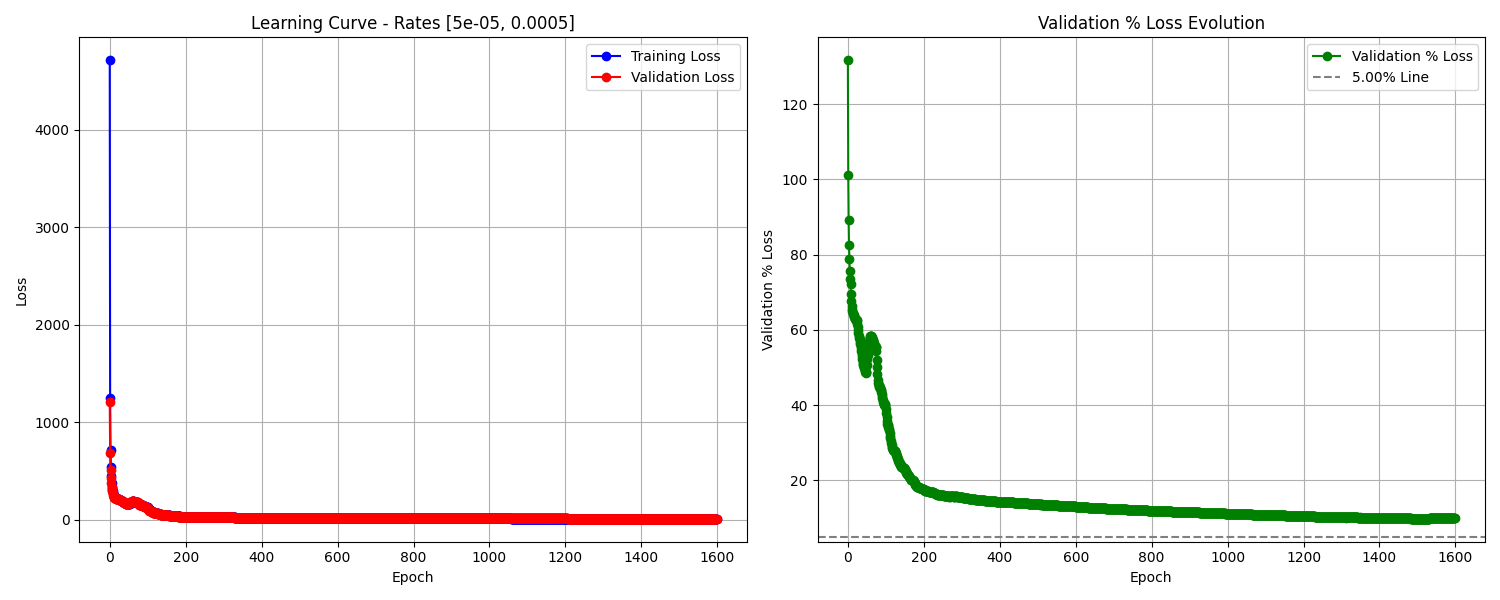 Learning Curve - Rates [5e-05, 0.0005]
Training Loss
Validation Loss
Loss
4000
3000
2000
1000
0
0 200 400 600 800 1000 1200 1400 1600
Epoch
Validation % Loss Evolution
Validation % Loss
5.00% Line
Validation % Loss
120
100
80
60
40
20
0 200 400 600 800 1000 1200 1400 1600
Epoch